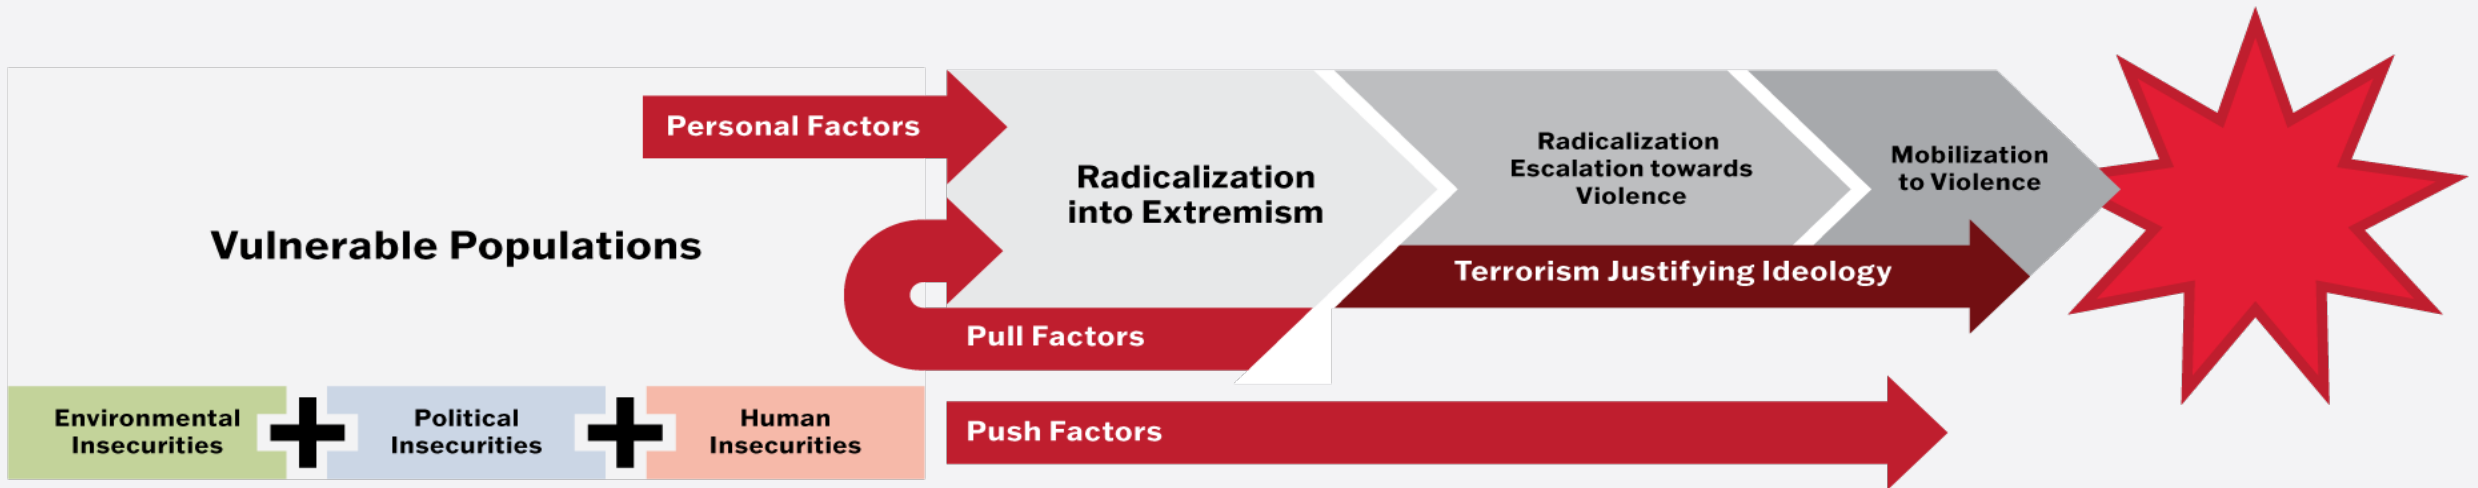 Personal Factors
Vulnerable Populations
Environmental
Insecurities
Political
Insecurities
Human
Insecurities
Radicalization
into Extremism
Pull Factors
Push Factors
Radicalization
Escalation towards
Violence
Mobilization
to Violence
Terrorism Justifying Ideology